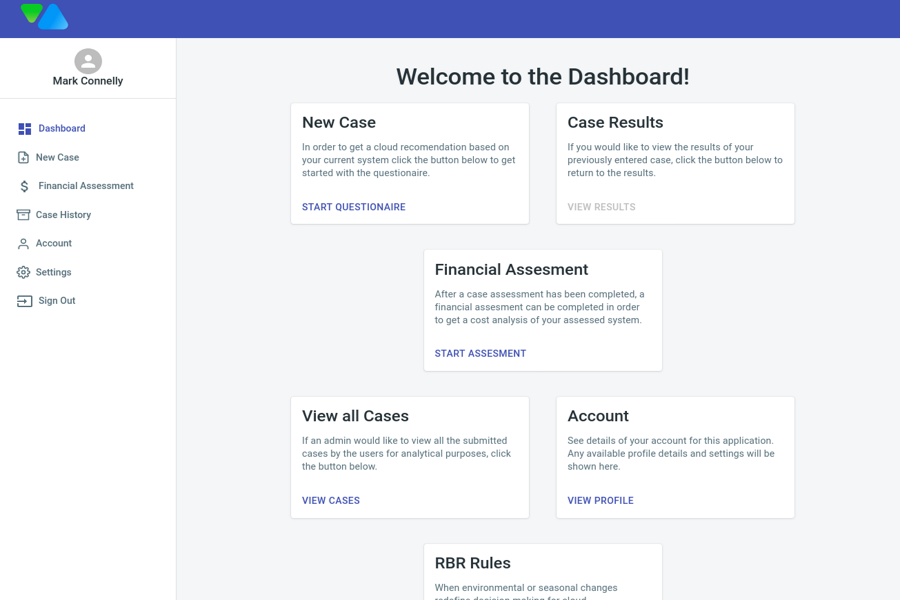 Mark Connelly
Dashboard
New Case
Financial Assessment
Case History
Account
Settings
Sign Out
Welcome to the Dashboard!
New Case
In order to get a cloud recomendation based on
your current system click the button below to get
started with the questionaire.
START QUESTIONAIRE
Case Results
If you would like to view the results of your
previously entered case, click the button below to
return to the results.
VIEW RESULTS
Financial Assesment
After a case assessment has been completed, a
financial assesment can be completed in order
to get a cost analysis of your assessed system.
START ASSESMENT
View all Cases
If an admin would like to view all the submitted
cases by the users for analytical purposes, click
the button below.
VIEW CASES
Account
See details of your account for this application.
Any available profile details and settings will be
shown here.
VIEW PROFILE
RBR Rules
When environmental or seasonal changes
redefine decision making for cloud